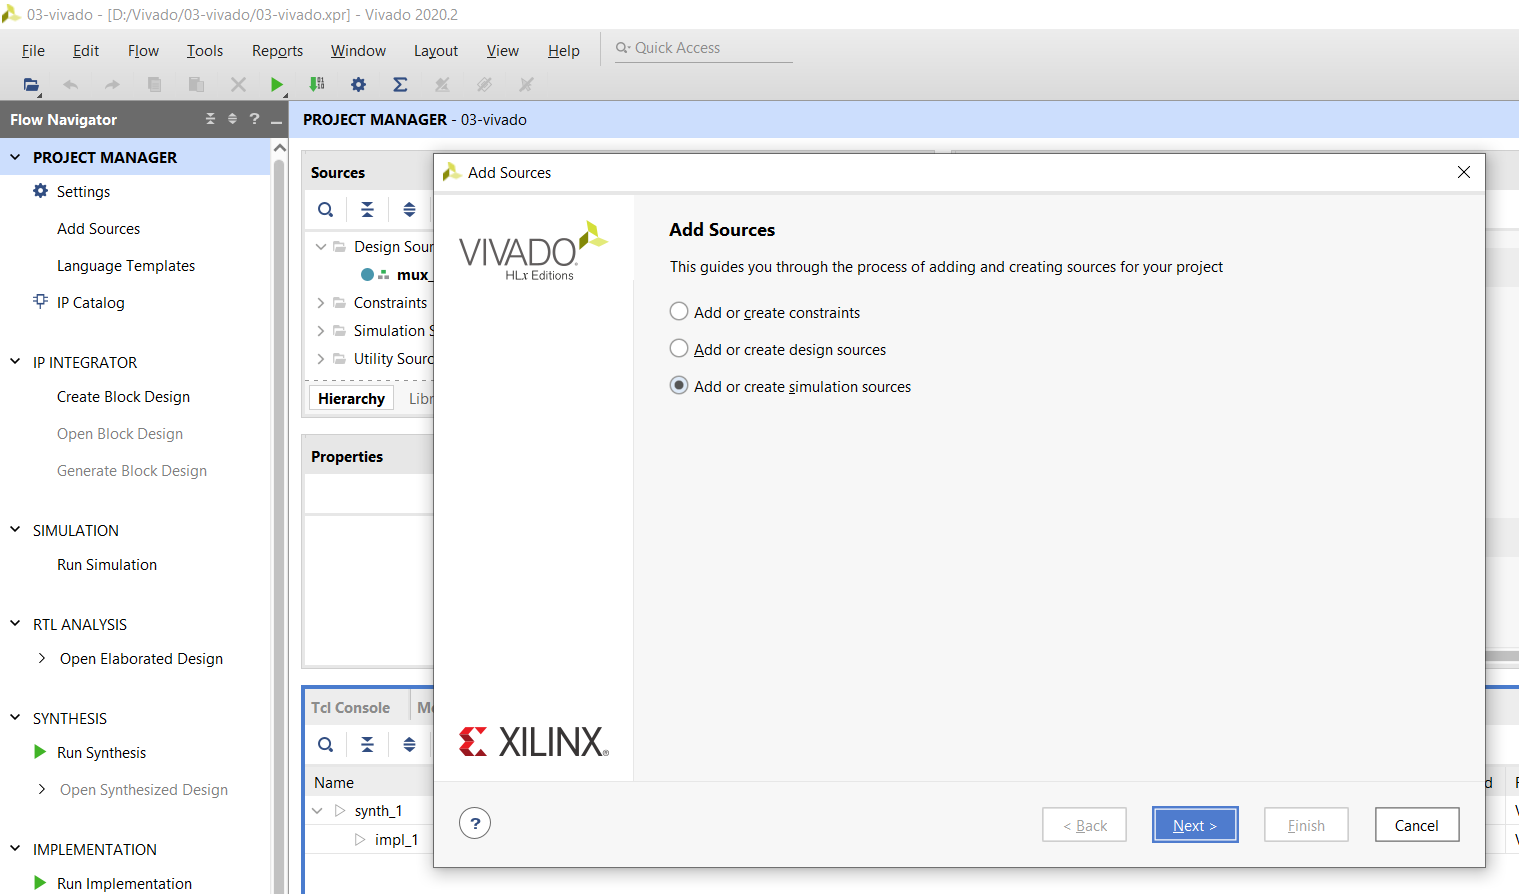 03-vivado - [D:/Vivado/03-vivado/03-vivado.xpr] - Vivado 2020.2
File Edit Flow Tools Reports Window Layout View Help Quick Access
Flow Navigator
PROJECT MANAGER
Settings
Add Sources
Language Templates
IP Catalog
IP INTEGRATOR
Create Block Design
Open Block Design
Generate Block Design
SIMULATION
Run Simulation
RTL ANALYSIS
Open Elaborated Design
SYNTHESIS
Run Synthesis
Open Synthesized Design
IMPLEMENTATION
Run Implementation
PROJECT MANAGER - 03-vivado
Sources
Design Sour
mux_
Constraints
Simulation S
Utility Sourc
Hierarchy Libr
Properties
Tcl Console M
Name
synth_1
impl_1
Add Sources
VIVADO
HLx Editions
XILINX
Add Sources
This guides you through the process of adding and creating sources for your project
Add or create constraints
Add or create design sources
Add or create simulation sources
?
< Back Next > Finish Cancel